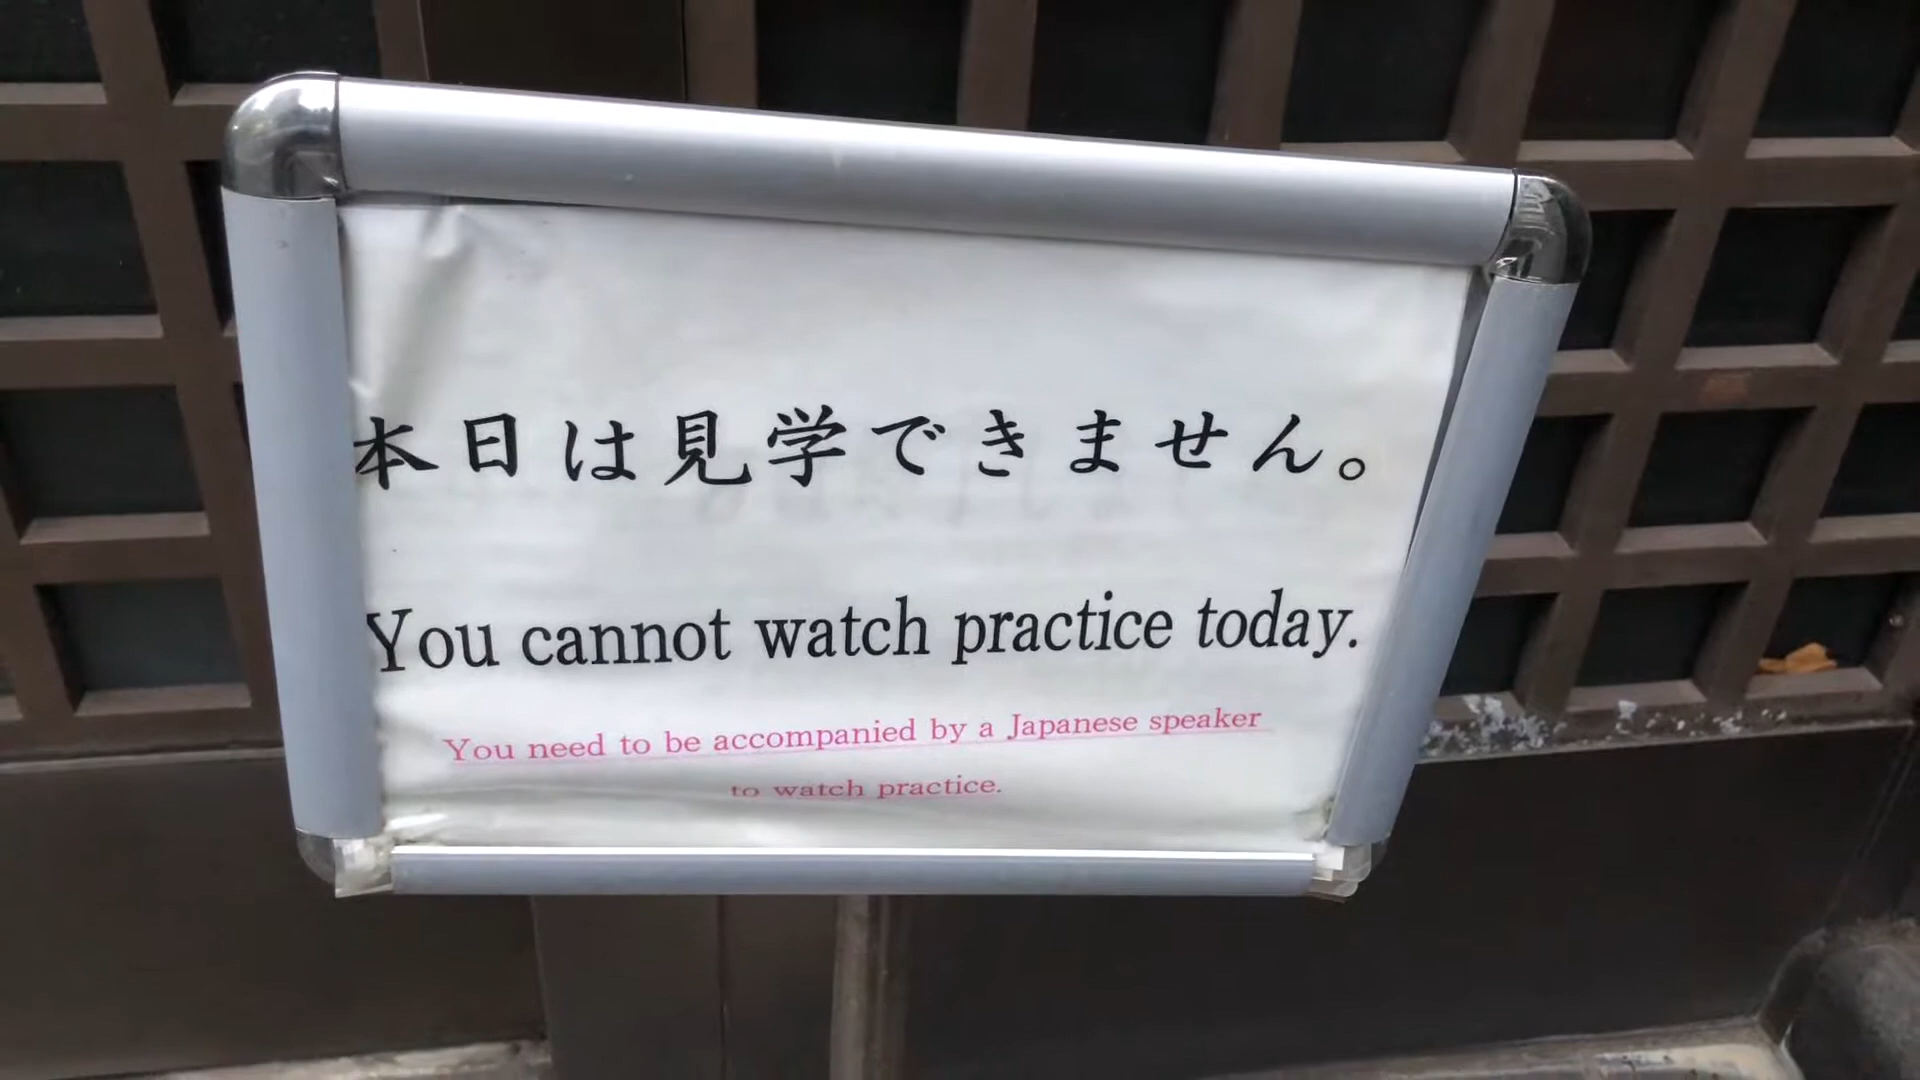 本日は見学できません。
You cannot watch practice today.
You need to be accompanied by a Japanese speaker
to watch practice.